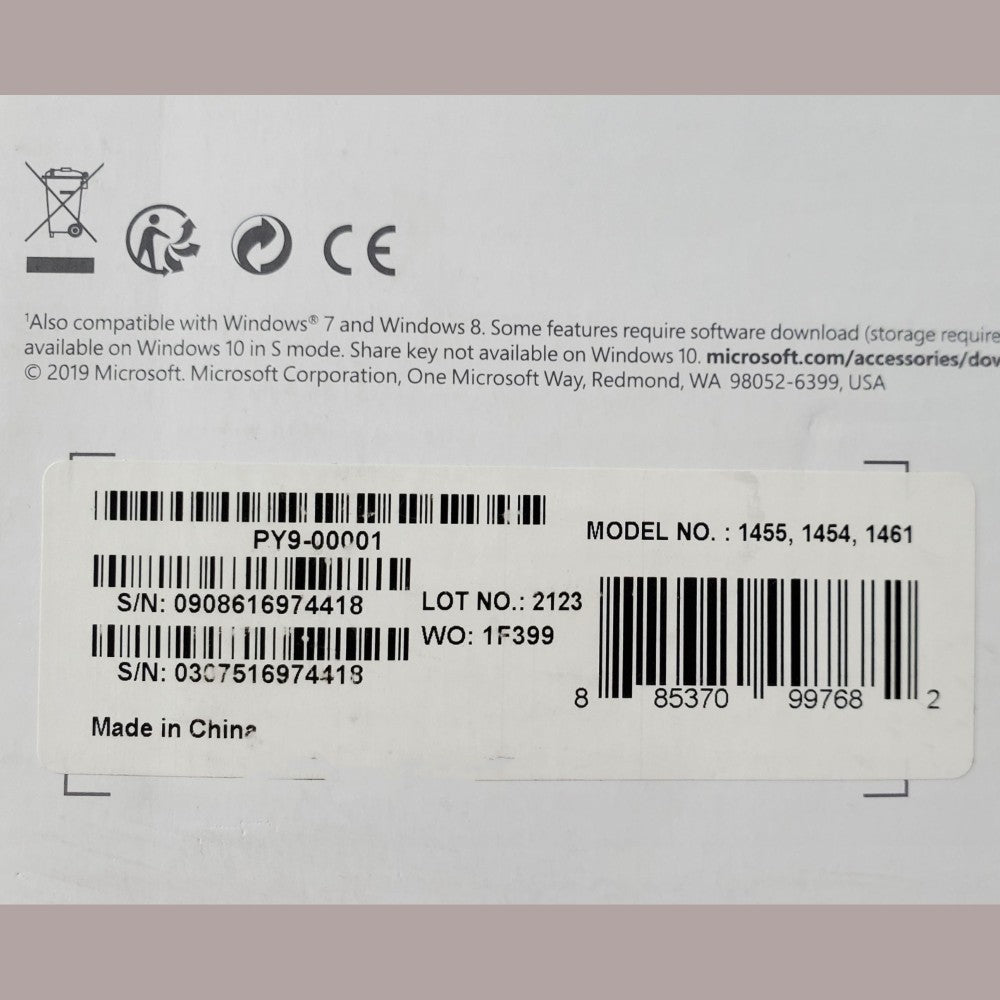 CE
¹Also compatible with Windows® 7 and Windows 8. Some features require software download (storage require
available on Windows 10 in S mode. Share key not available on Windows 10. microsoft.com/accessories/dow
© 2019 Microsoft. Microsoft Corporation, One Microsoft Way, Redmond, WA 98052-6399, USA
PY9-00001
MODEL NO. : 1455, 1454, 1461
S/N: 0908616974418
LOT NO.: 2123
WO: 1F399
S/N: 0307516974418
8 85370 99768 2
Made in China